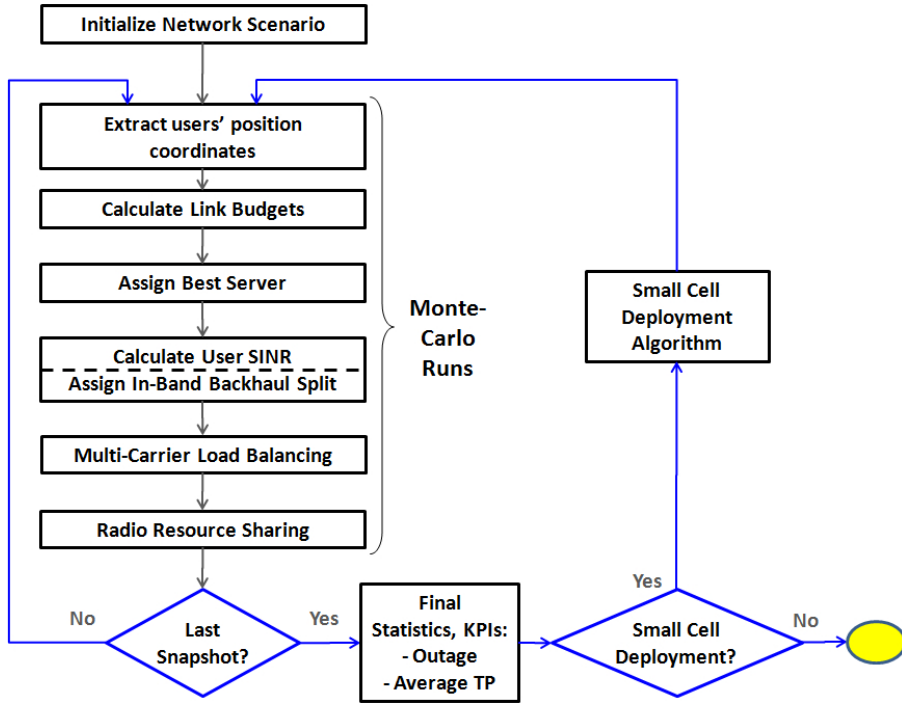 Initialize Network Scenario
Extract users' position
coordinates
Calculate Link Budgets
Assign Best Server
Calculate User SINR
Assign In-Band Backhaul Split
Multi-Carrier Load Balancing
Radio Resource Sharing
Monte-
Carlo
Runs
Small Cell
Deployment
Algorithm
No
Last
Snapshot?
Yes
Final
Statistics, KPIs:
- Outage
- Average TP
Yes
Small Cell
Deployment?
No